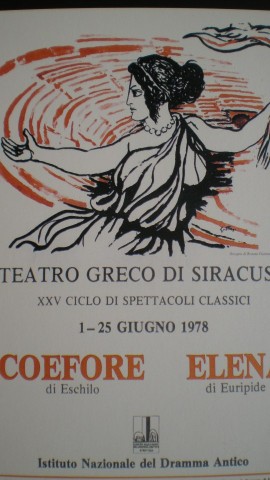 TEATRO GRECO DI SIRACUS
XXV CICLO DI SPETTACOLI CLASSICI
1-25 GIUGNO 1978
COEFORE ELENA
di Eschilo di Euripide
Istituto Nazionale del Dramma Antico